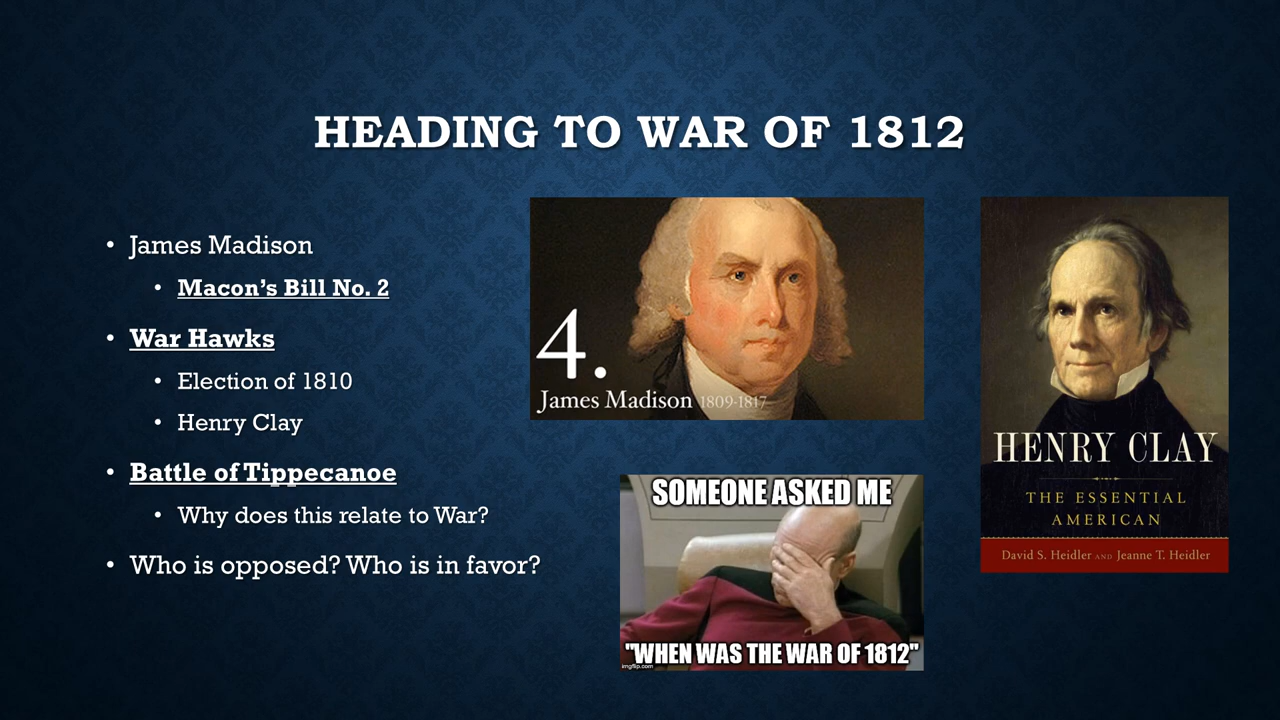 HEADING TO WAR OF 1812
• James Madison
• Macon's Bill No. 2
• War Hawks
• Election of 1810
• Henry Clay
• Battle of Tippecanoe
• Why does this relate to War?
• Who is opposed? Who is in favor?
4.
James Madison 1809-1817
SOMEONE ASKED ME
"WHEN WAS THE WAR OF 1812"
imgflip.com
HENRY CLAY
THE ESSENTIAL
AMERICAN
David S. Heidler AND Jeanne T. Heidler